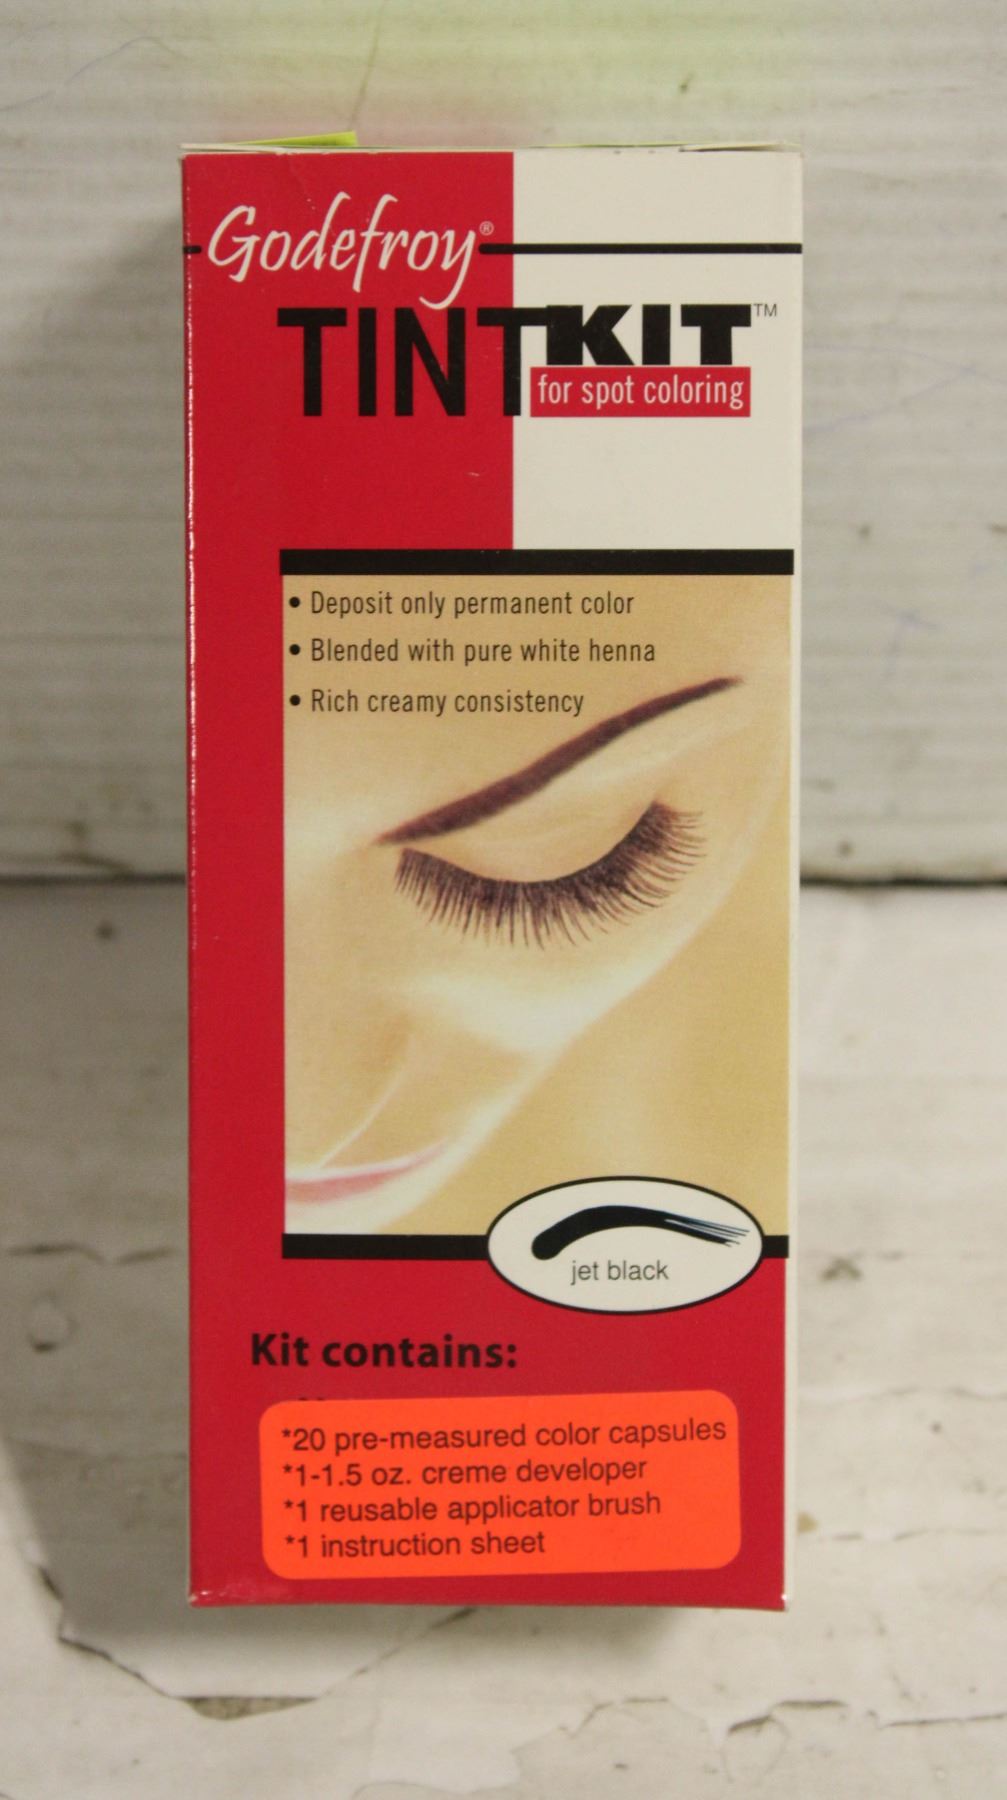 Godefroy®
TINT KIT™
for spot coloring
• Deposit only permanent color
• Blended with pure white henna
• Rich creamy consistency
jet black
Kit contains:
*20 pre-measured color capsules
*1-1.5 oz. creme developer
*1 reusable applicator brush
*1 instruction sheet